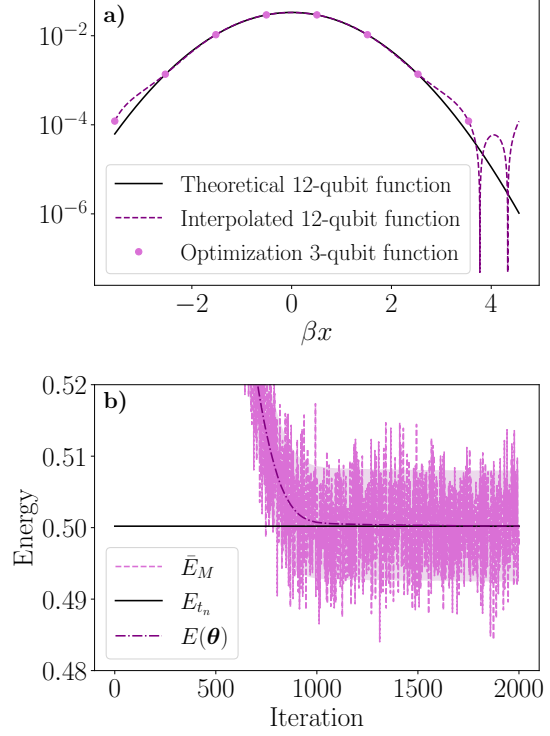 a)
10⁻²
10⁻⁴
10⁻⁶
Theoretical 12-qubit function
Interpolated 12-qubit function
Optimization 3-qubit function
−2 0 2 4
βx
b)
0.52
0.51
0.50
0.49
0.48
Energy
Ē_M
E_{t_n}
E(θ)
0 500 1000 1500 2000
Iteration